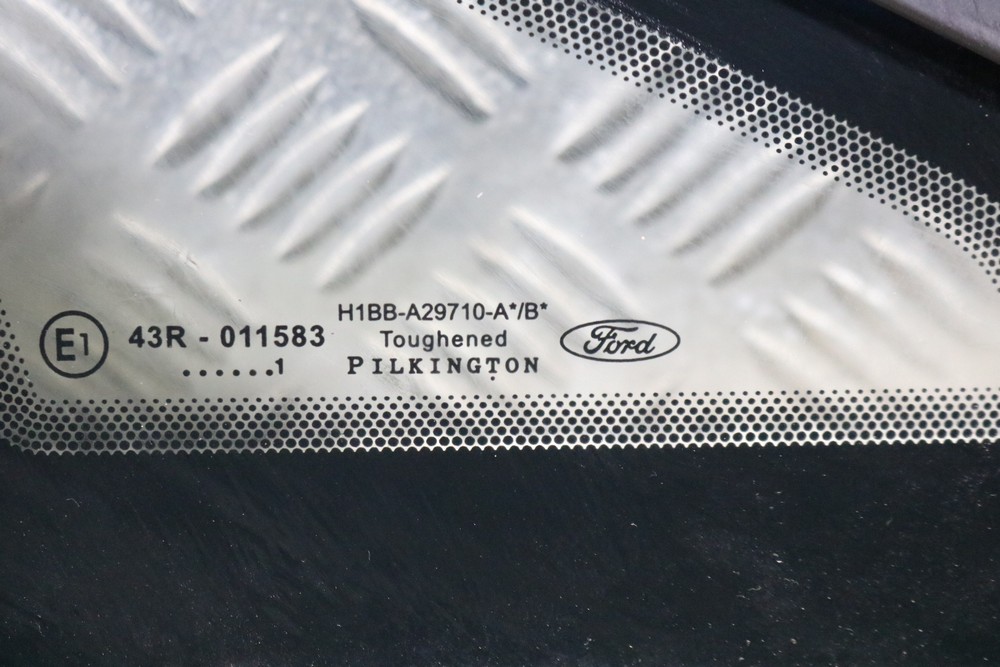 E1
43R - 011583
......1
H1BB-A29710-A*/B*
Toughened
PILKINGTON
Ford